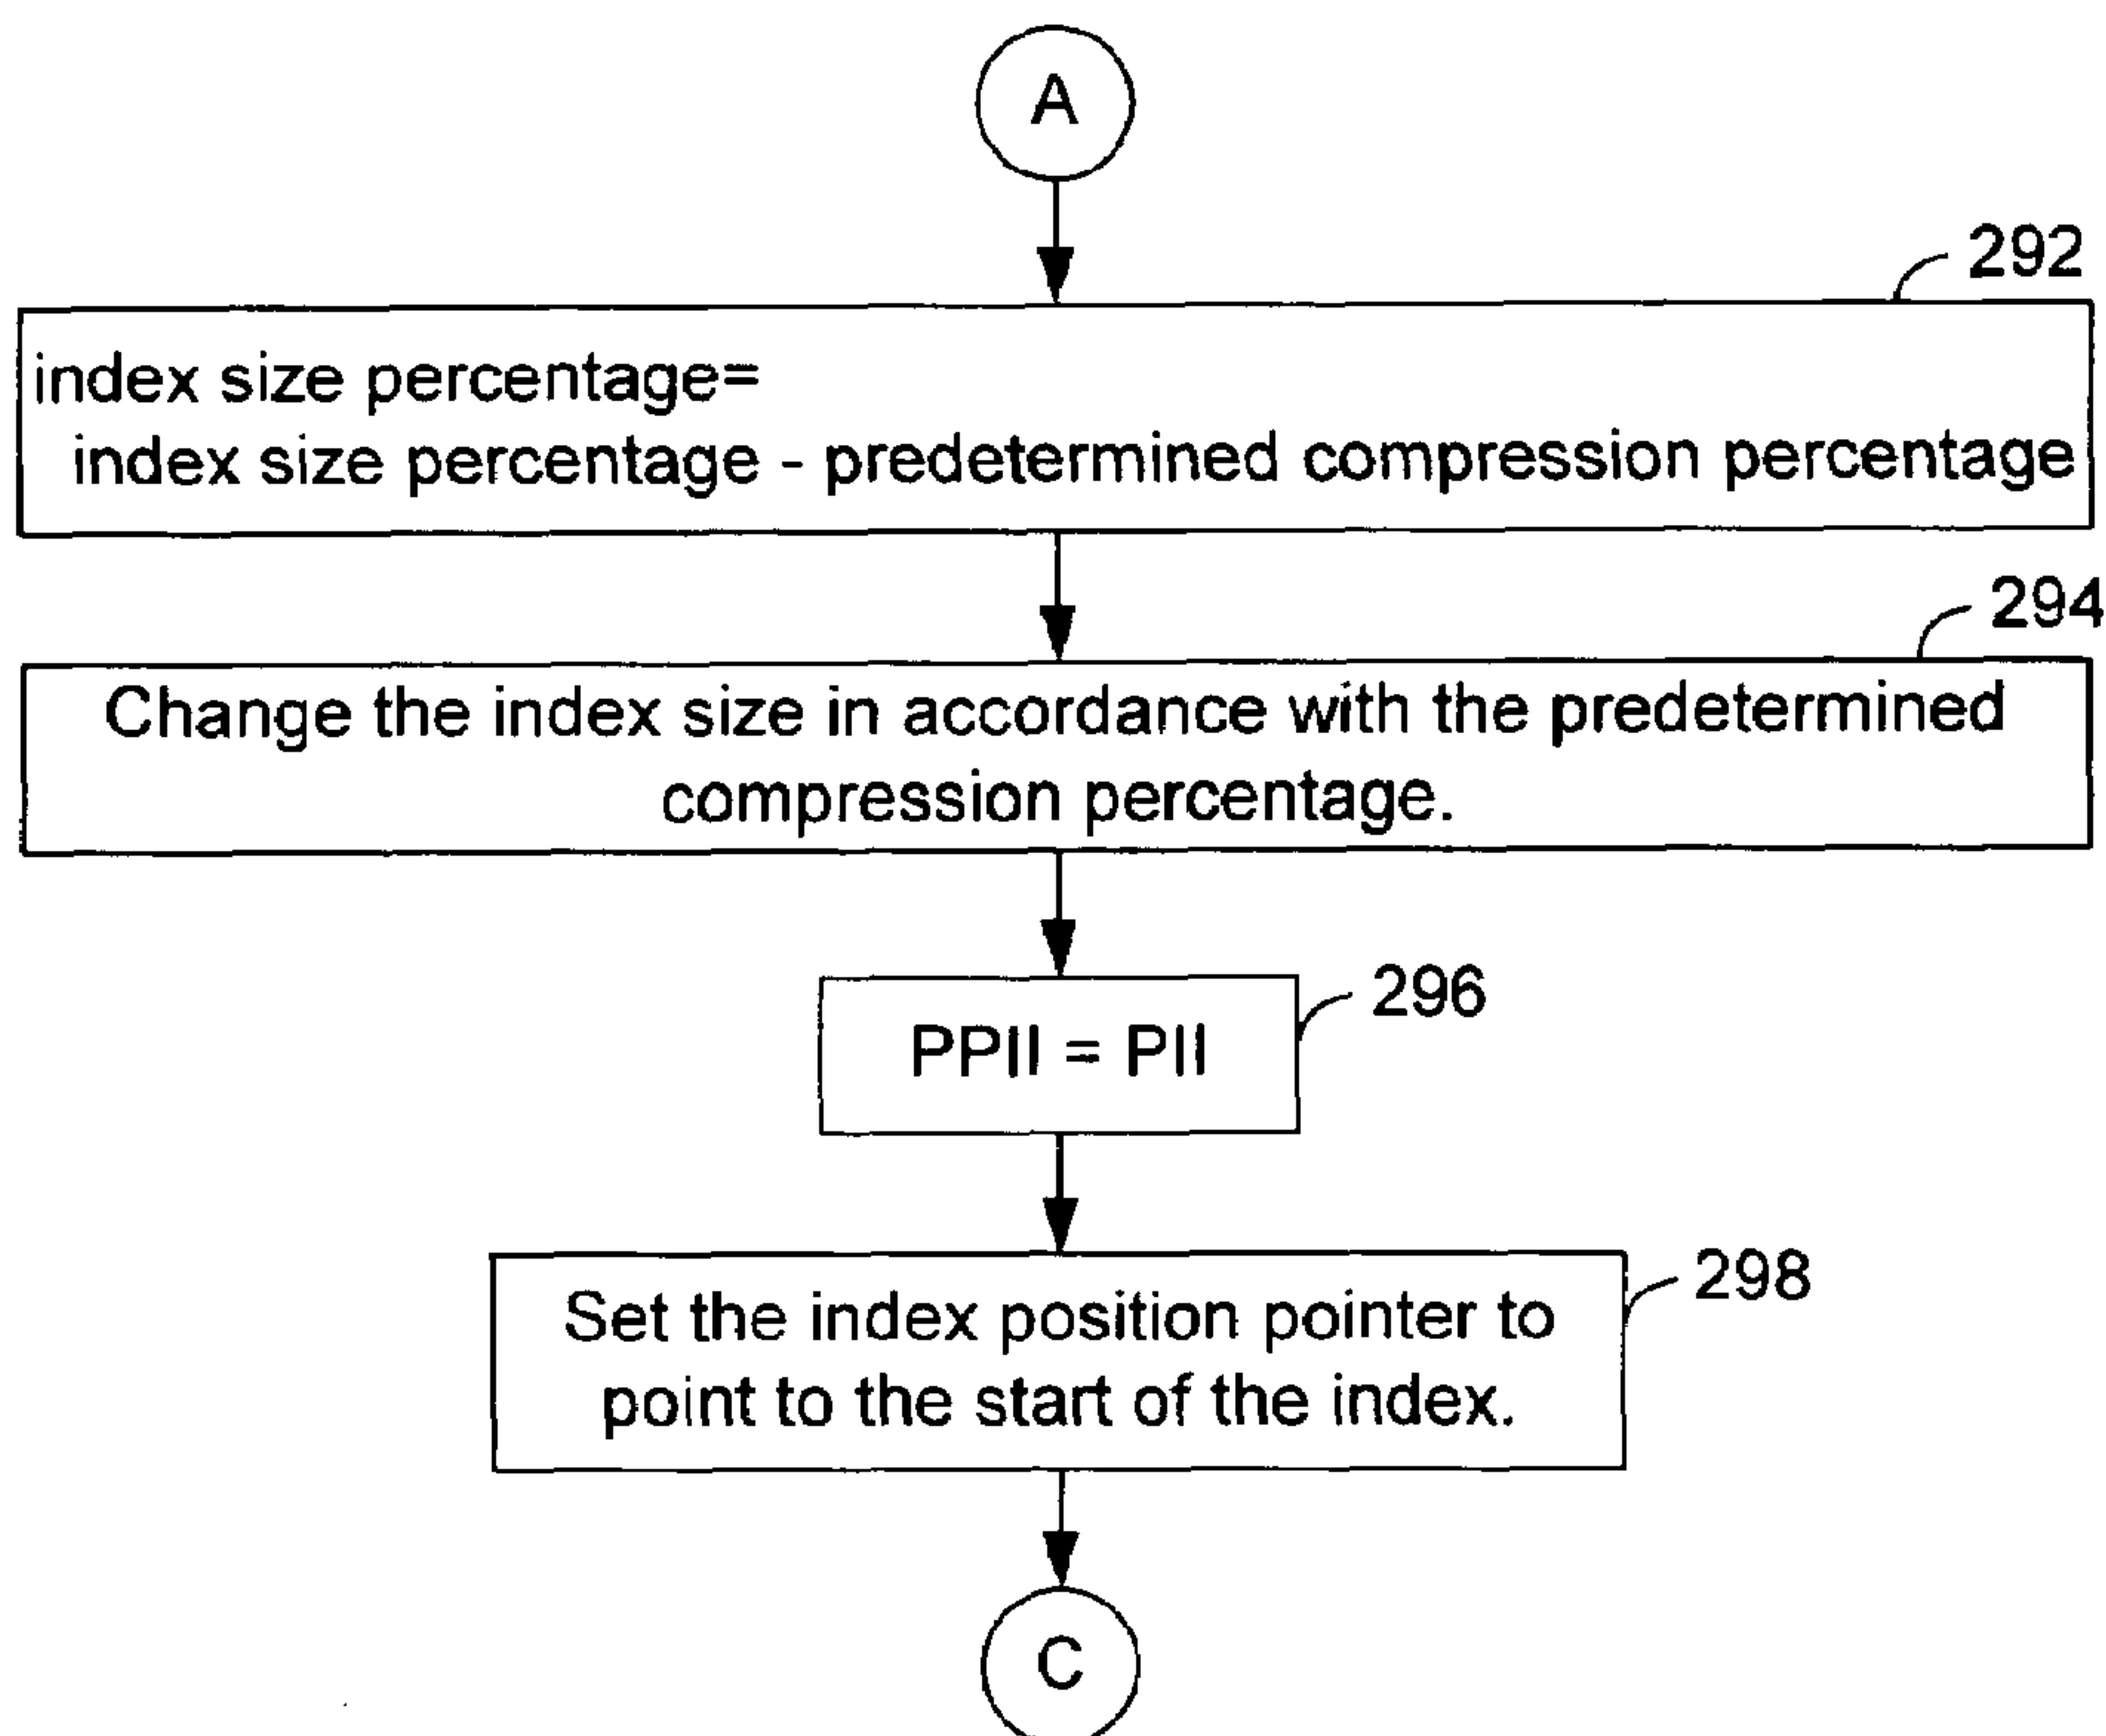 A
292
index size percentage=
index size percentage - predetermined compression percentage
294
Change the index size in accordance with the predetermined
compression percentage.
296
PPII = PII
298
Set the index position pointer to
point to the start of the index.
C